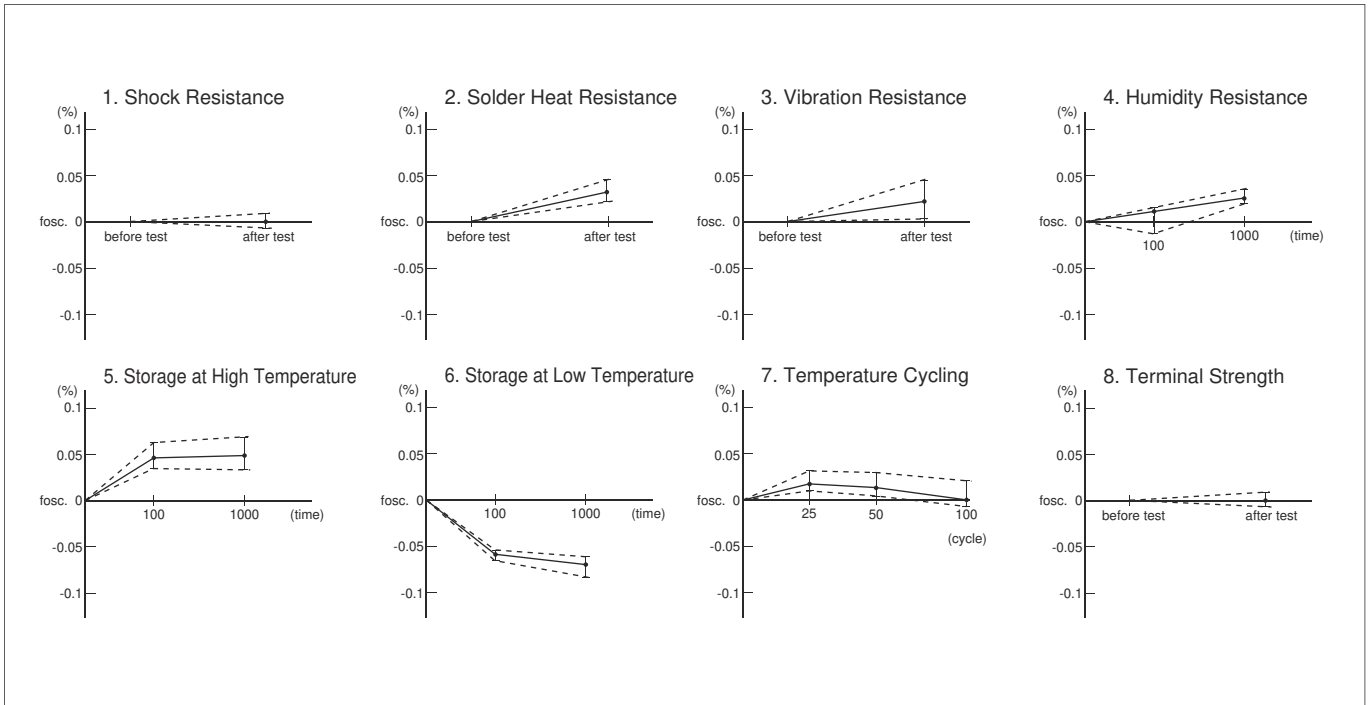 1. Shock Resistance
(%)
0.1
0.05
fosc. 0
before test after test
-0.05
-0.1
2. Solder Heat Resistance
(%)
0.1
0.05
fosc. 0
before test after test
-0.05
-0.1
3. Vibration Resistance
(%)
0.1
0.05
fosc. 0
before test after test
-0.05
-0.1
4. Humidity Resistance
(%)
0.1
0.05
fosc. 0
100 1000 (time)
-0.05
-0.1
5. Storage at High Temperature
(%)
0.1
0.05
fosc. 0
100 1000 (time)
-0.05
-0.1
6. Storage at Low Temperature
(%)
0.1
0.05
fosc. 0
100 1000 (time)
-0.05
-0.1
7. Temperature Cycling
(%)
0.1
0.05
fosc. 0
25 50 100
(cycle)
-0.05
-0.1
8. Terminal Strength
(%)
0.1
0.05
fosc. 0
before test after test
-0.05
-0.1